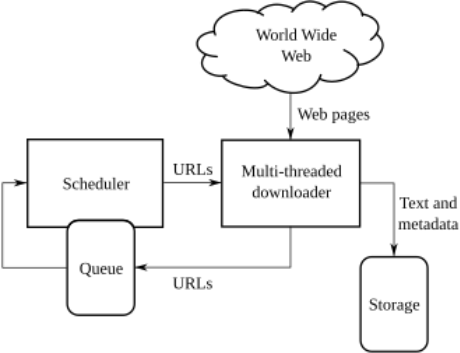 World Wide
Web
Web pages
Scheduler
URLs
Multi-threaded
downloader
Text and
metadata
Queue
URLs
Storage